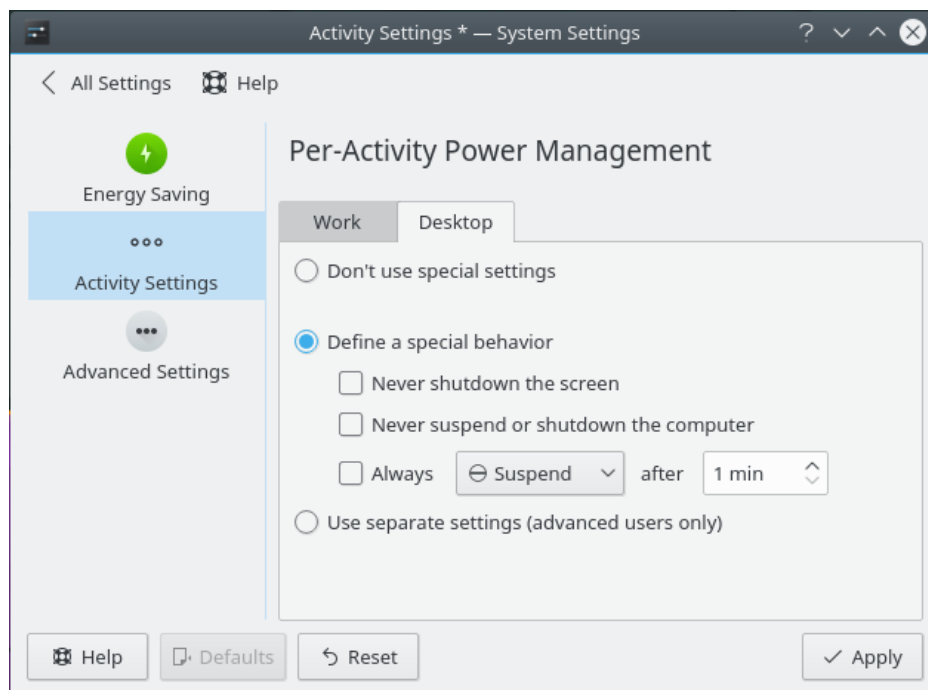 Activity Settings * — System Settings
All Settings
Help
Energy Saving
Activity Settings
Advanced Settings
Per-Activity Power Management
Work
Desktop
Don't use special settings
Define a special behavior
Never shutdown the screen
Never suspend or shutdown the computer
Always Suspend after 1 min
Use separate settings (advanced users only)
Help
Defaults
Reset
Apply